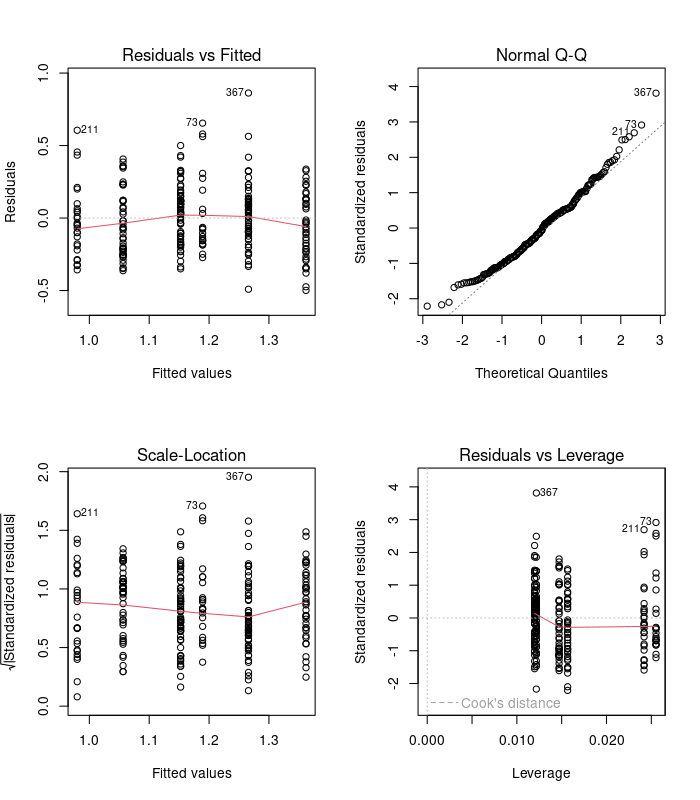 Residuals vs Fitted
Residuals
1.0
0.5
0.0
-0.5
367
73
211
1.0 1.1 1.2 1.3
Fitted values
Normal Q-Q
Standardized residuals
4
3
2
1
0
-1
-2
367
73
211
-3 -2 -1 0 1 2 3
Theoretical Quantiles
Scale-Location
√|Standardized residuals|
2.0
1.5
1.0
0.5
0.0
367
73
211
1.0 1.1 1.2 1.3
Fitted values
Residuals vs Leverage
Standardized residuals
4
3
2
1
0
-1
-2
367
73
211
Cook's distance
0.000 0.010 0.020
Leverage